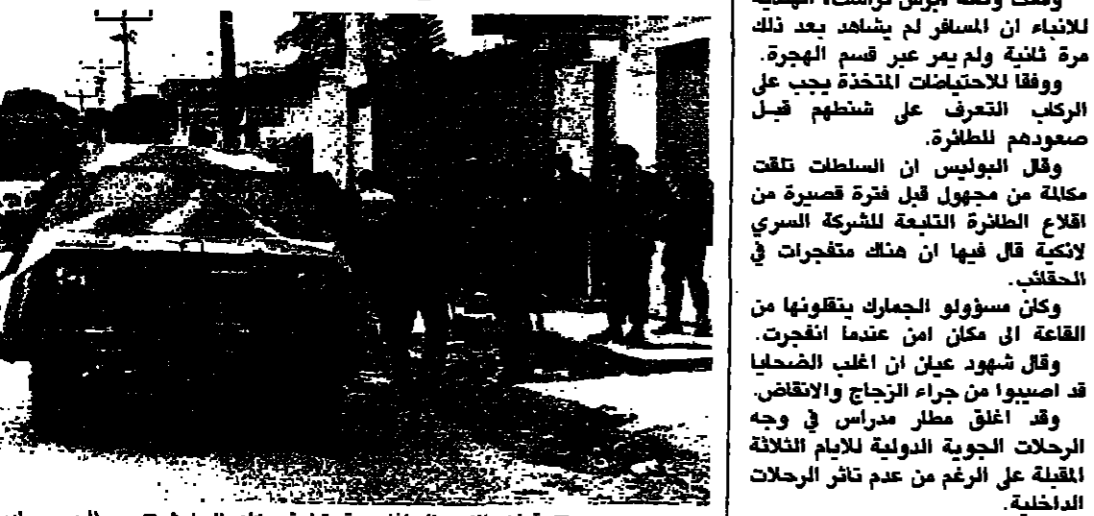 للانباء ان المسافر لم يشاهد بعد ذلك
مرة ثانية ولم يمر عبر قسم الهجرة.
ووفقا للاحتياطات المتخذة يجب على
الركاب التعرف على شنطهم قبل
صعودهم للطائرة.
وقال البوليس ان السلطات تلقت
مكالمة من مجهول قبل فترة قصيرة من
اقلاع الطائرة التابعة للشركة السري
لانكية قال فيها ان هناك متفجرات في
الحقائب.
وكان مسؤولو الجمارك ينقلونها من
القاعة الى مكان امن عندما انفجرت.
وقال شهود عيان ان اغلب الضحايا
قد اصيبوا من جراء الزجاج والانقاض.
وقد اغلق مطار مدراس في وجه
الرحلات الجوية الدولية للايام الثلاثة
المقبلة على الرغم من عدم تاثر الرحلات
الداخلية.